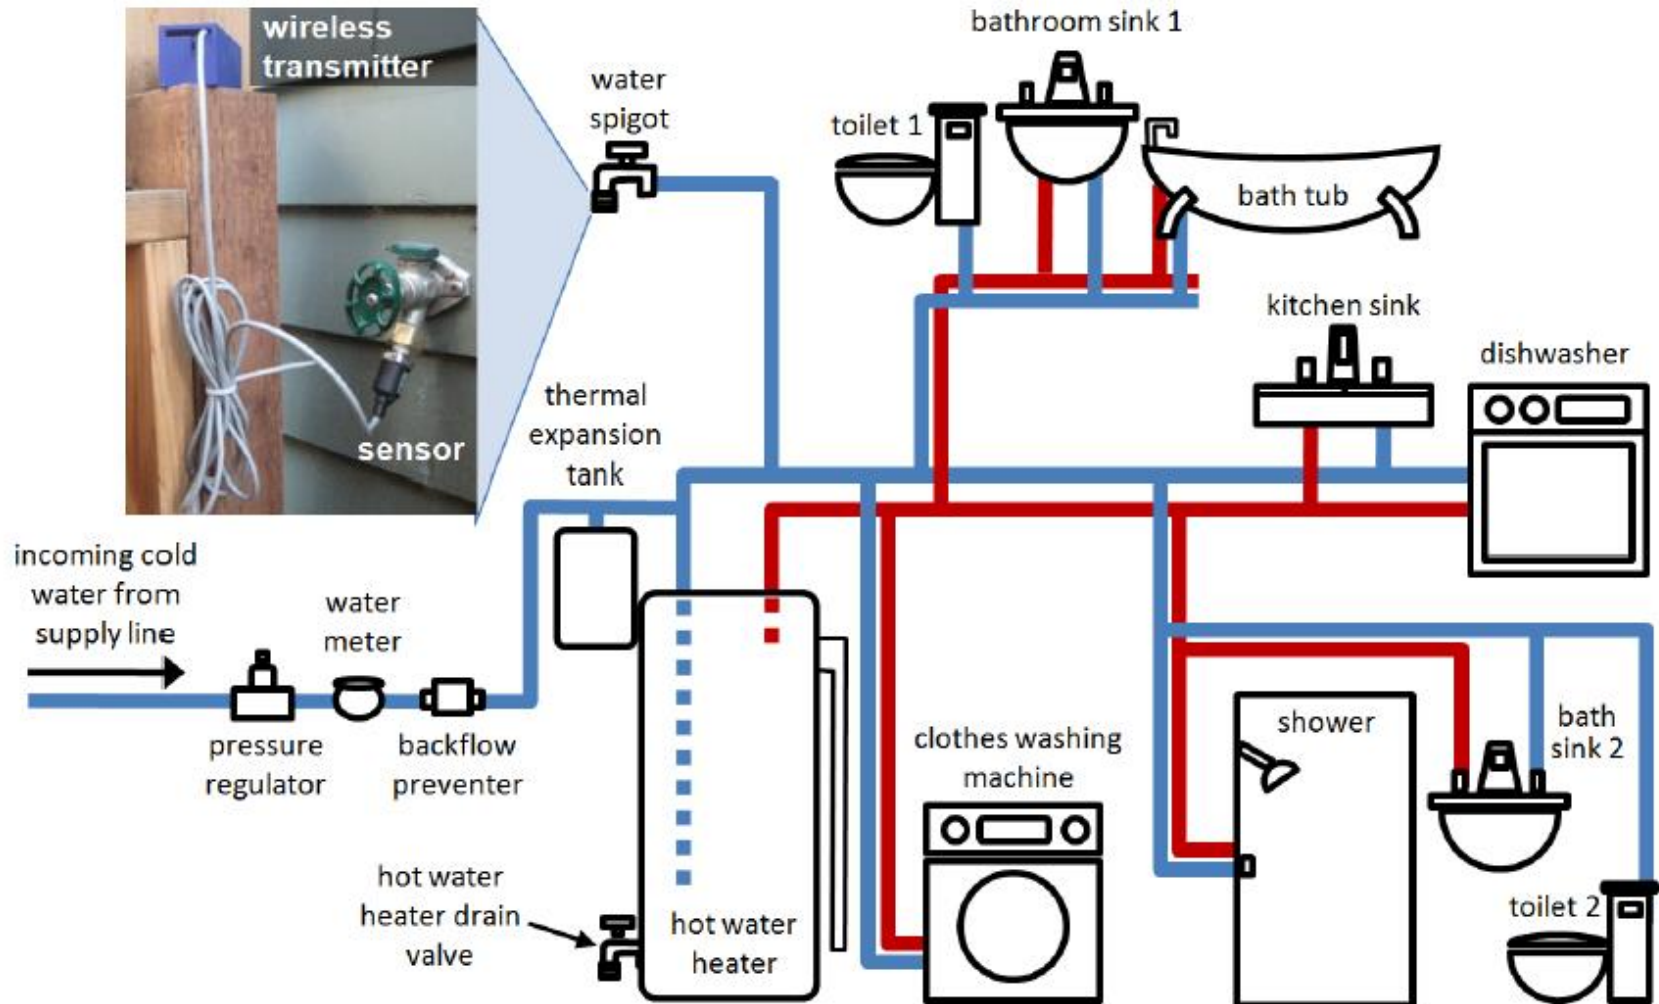 wireless
transmitter
sensor
water
spigot
bathroom sink 1
toilet 1
bath tub
kitchen sink
dishwasher
thermal
expansion
tank
incoming cold
water from
supply line
water
meter
pressure
regulator
backflow
preventer
hot water
heater drain
valve
hot water
heater
clothes washing
machine
shower
bath
sink 2
toilet 2